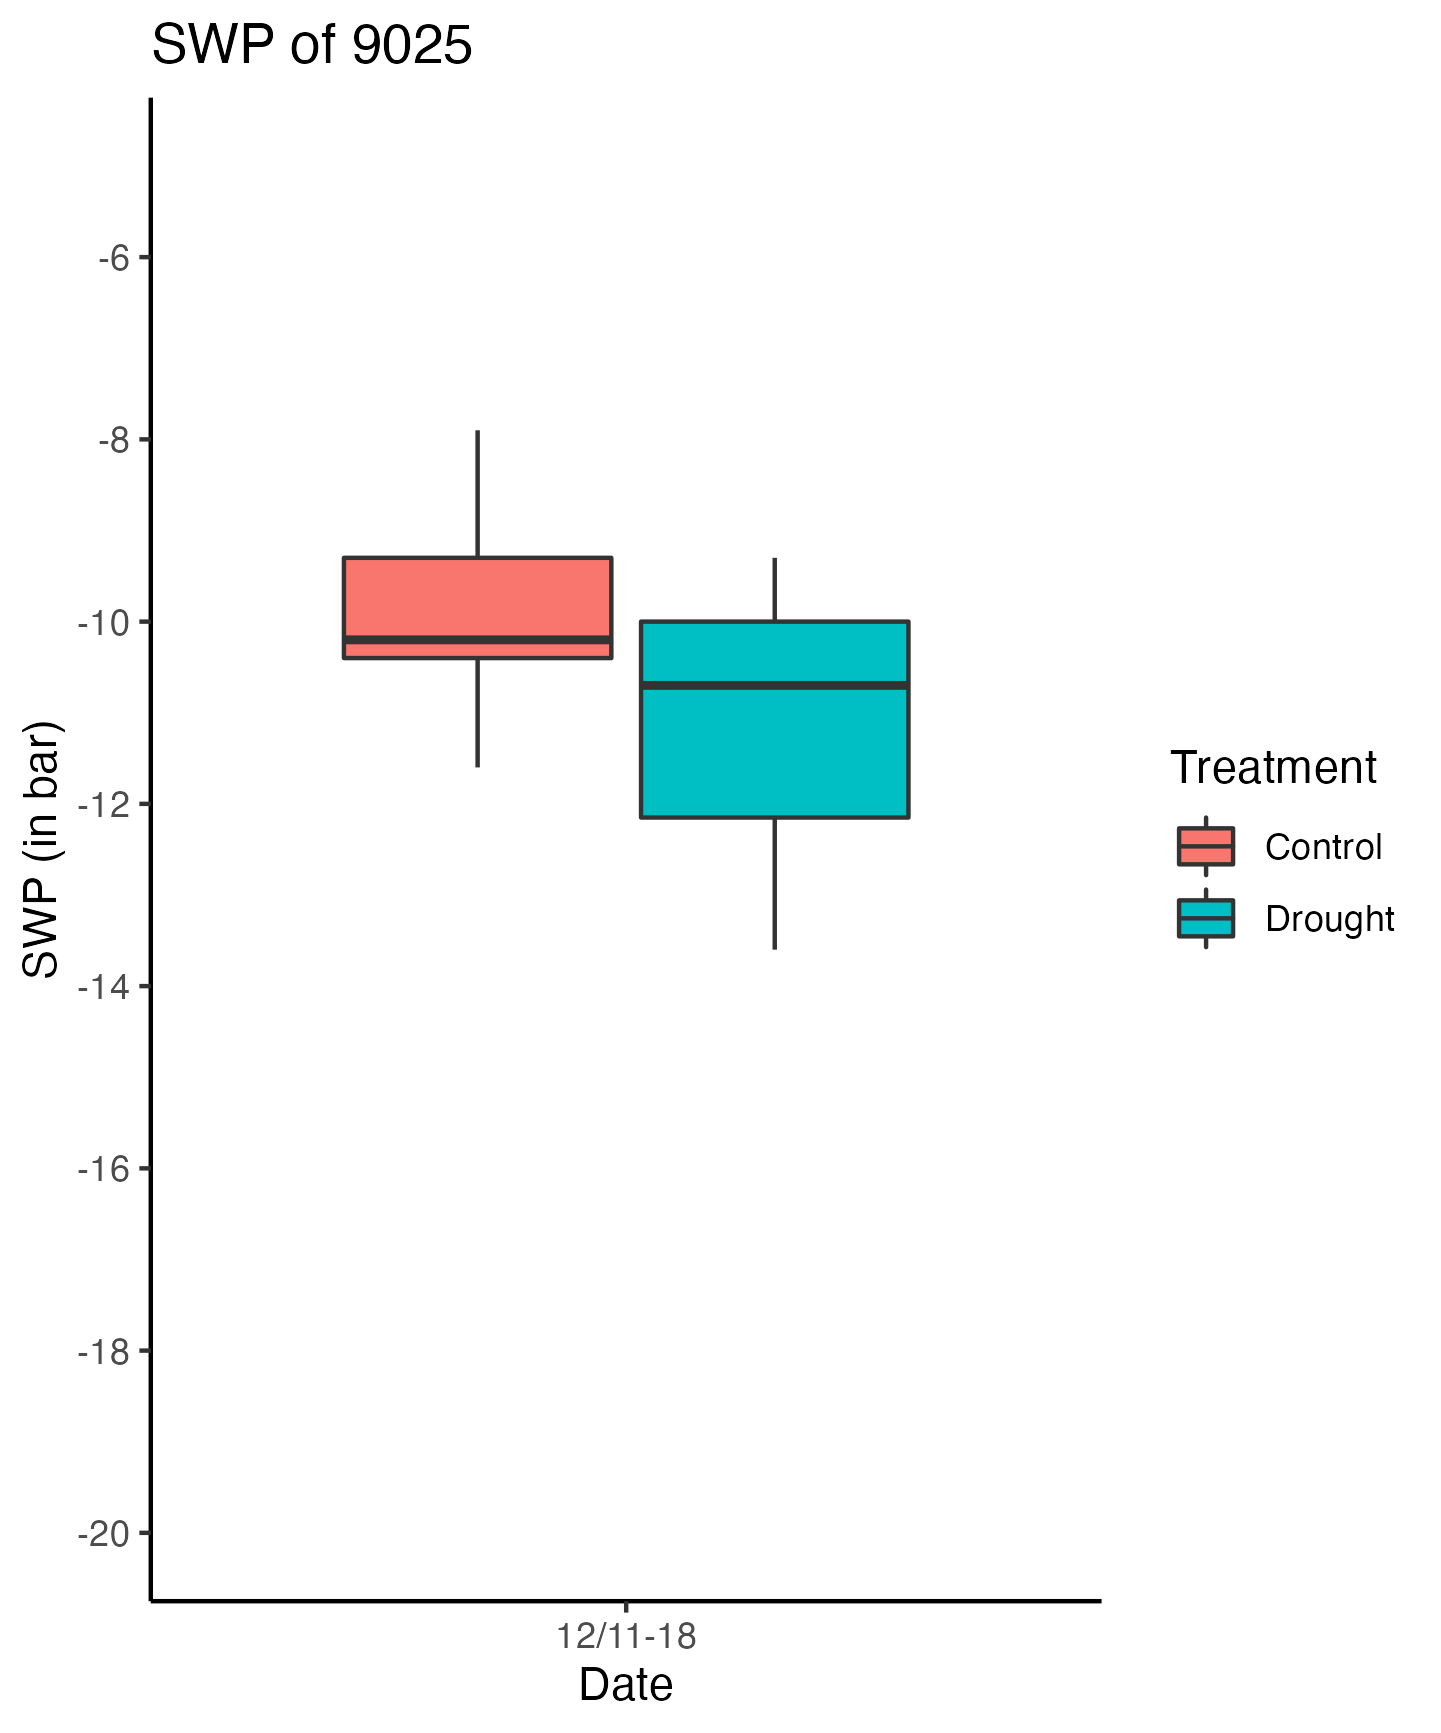 SWP of 9025
SWP (in bar)
-6
-8
-10
-12
-14
-16
-18
-20
12/11-18
Date
Treatment
Control
Drought